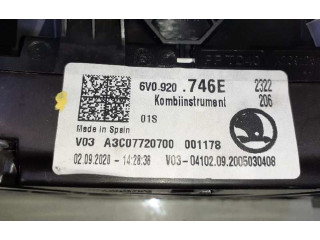 6V0.920 .746E 2322
Kombiinstrument 206
01S
Made in Spain
V03 A3C07720700 001178
02.09.2020 - 14:28:36 V03-04102.09.2005030408